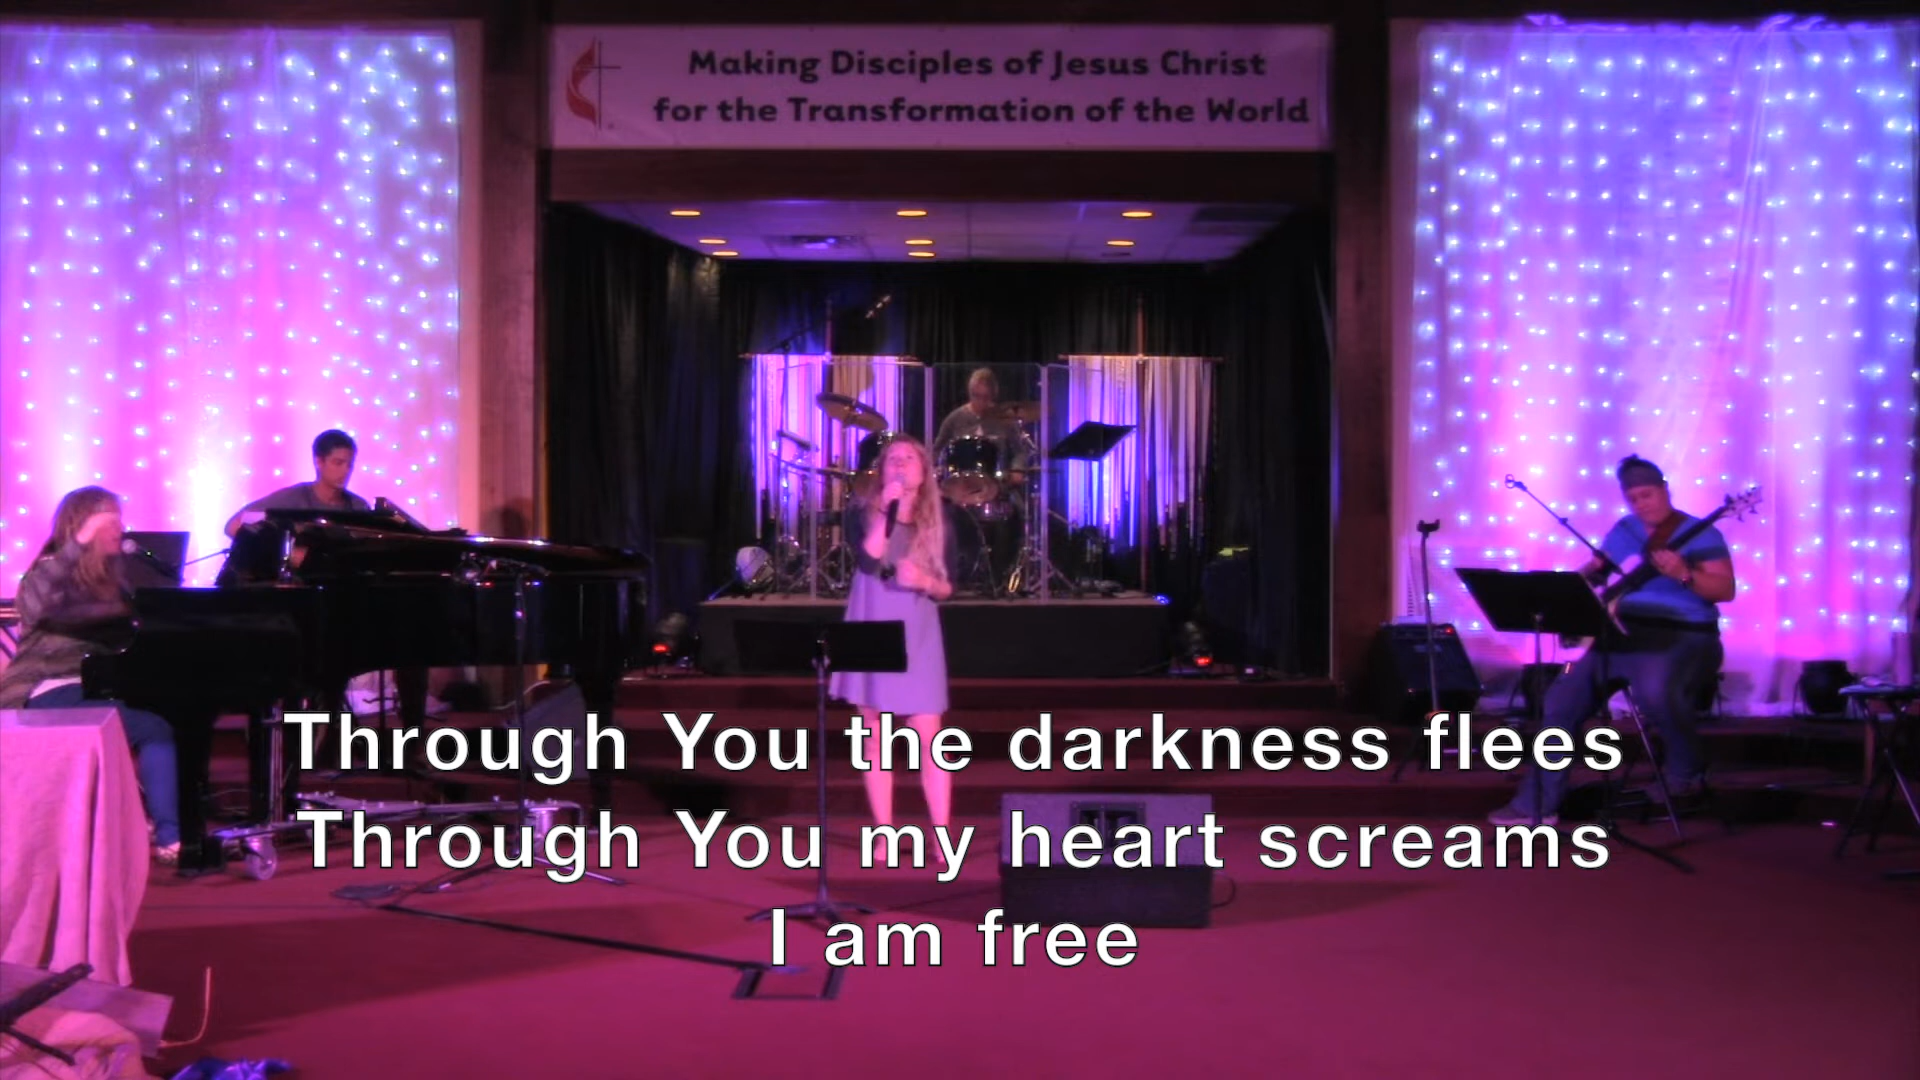 Making Disciples of Jesus Christ
for the Transformation of the World
Through You the darkness flees
Through You my heart screams
I am free